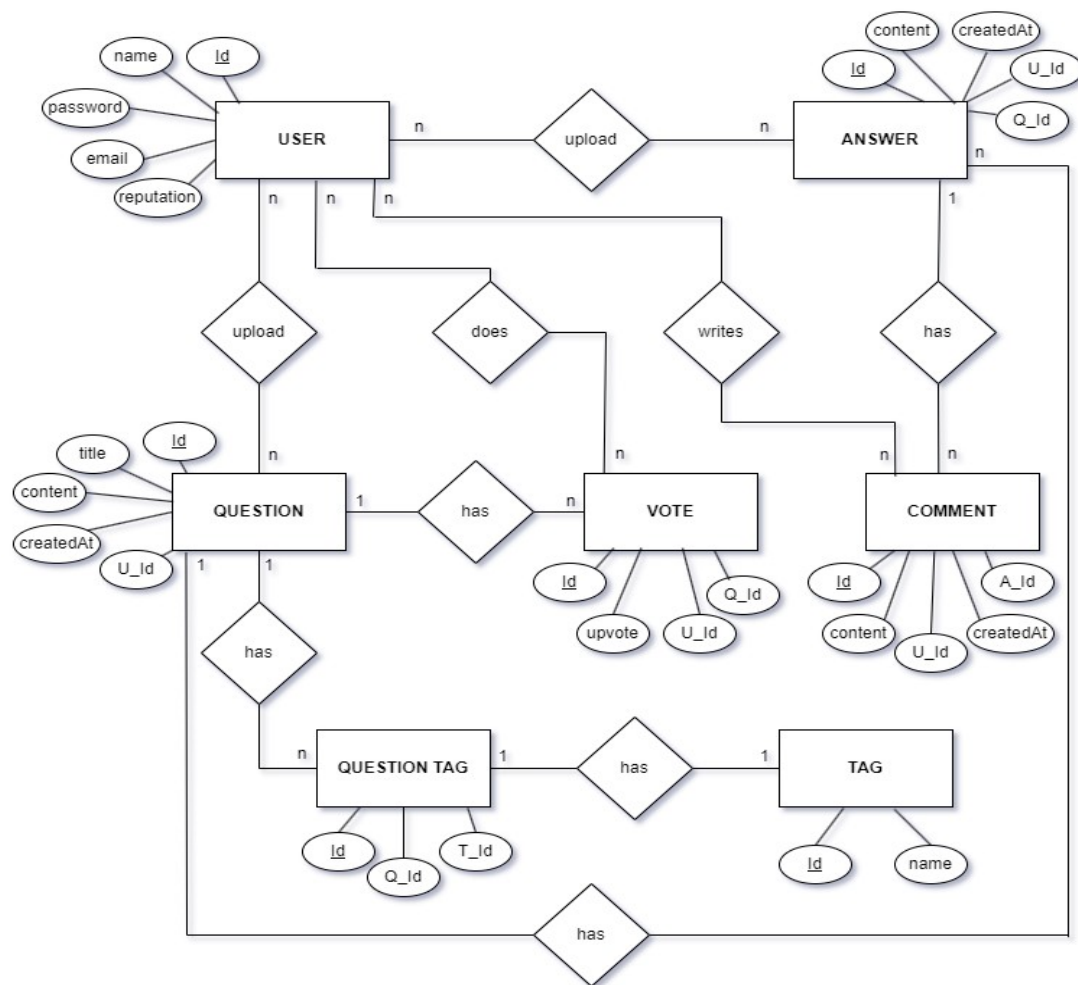 content
createdAt
name
Id
Id
U_Id
password
Q_Id
USER
n
upload
n
ANSWER
email
n
reputation
n
n
n
1
upload
does
writes
has
Id
title
n
n
n
n
content
QUESTION
1
has
n
VOTE
COMMENT
createdAt
U_Id
1
1
Id
Q_Id
Id
A_Id
upvote
U_Id
content
createdAt
U_Id
has
n
QUESTION TAG
1
has
1
TAG
Id
Q_Id
T_Id
Id
name
has